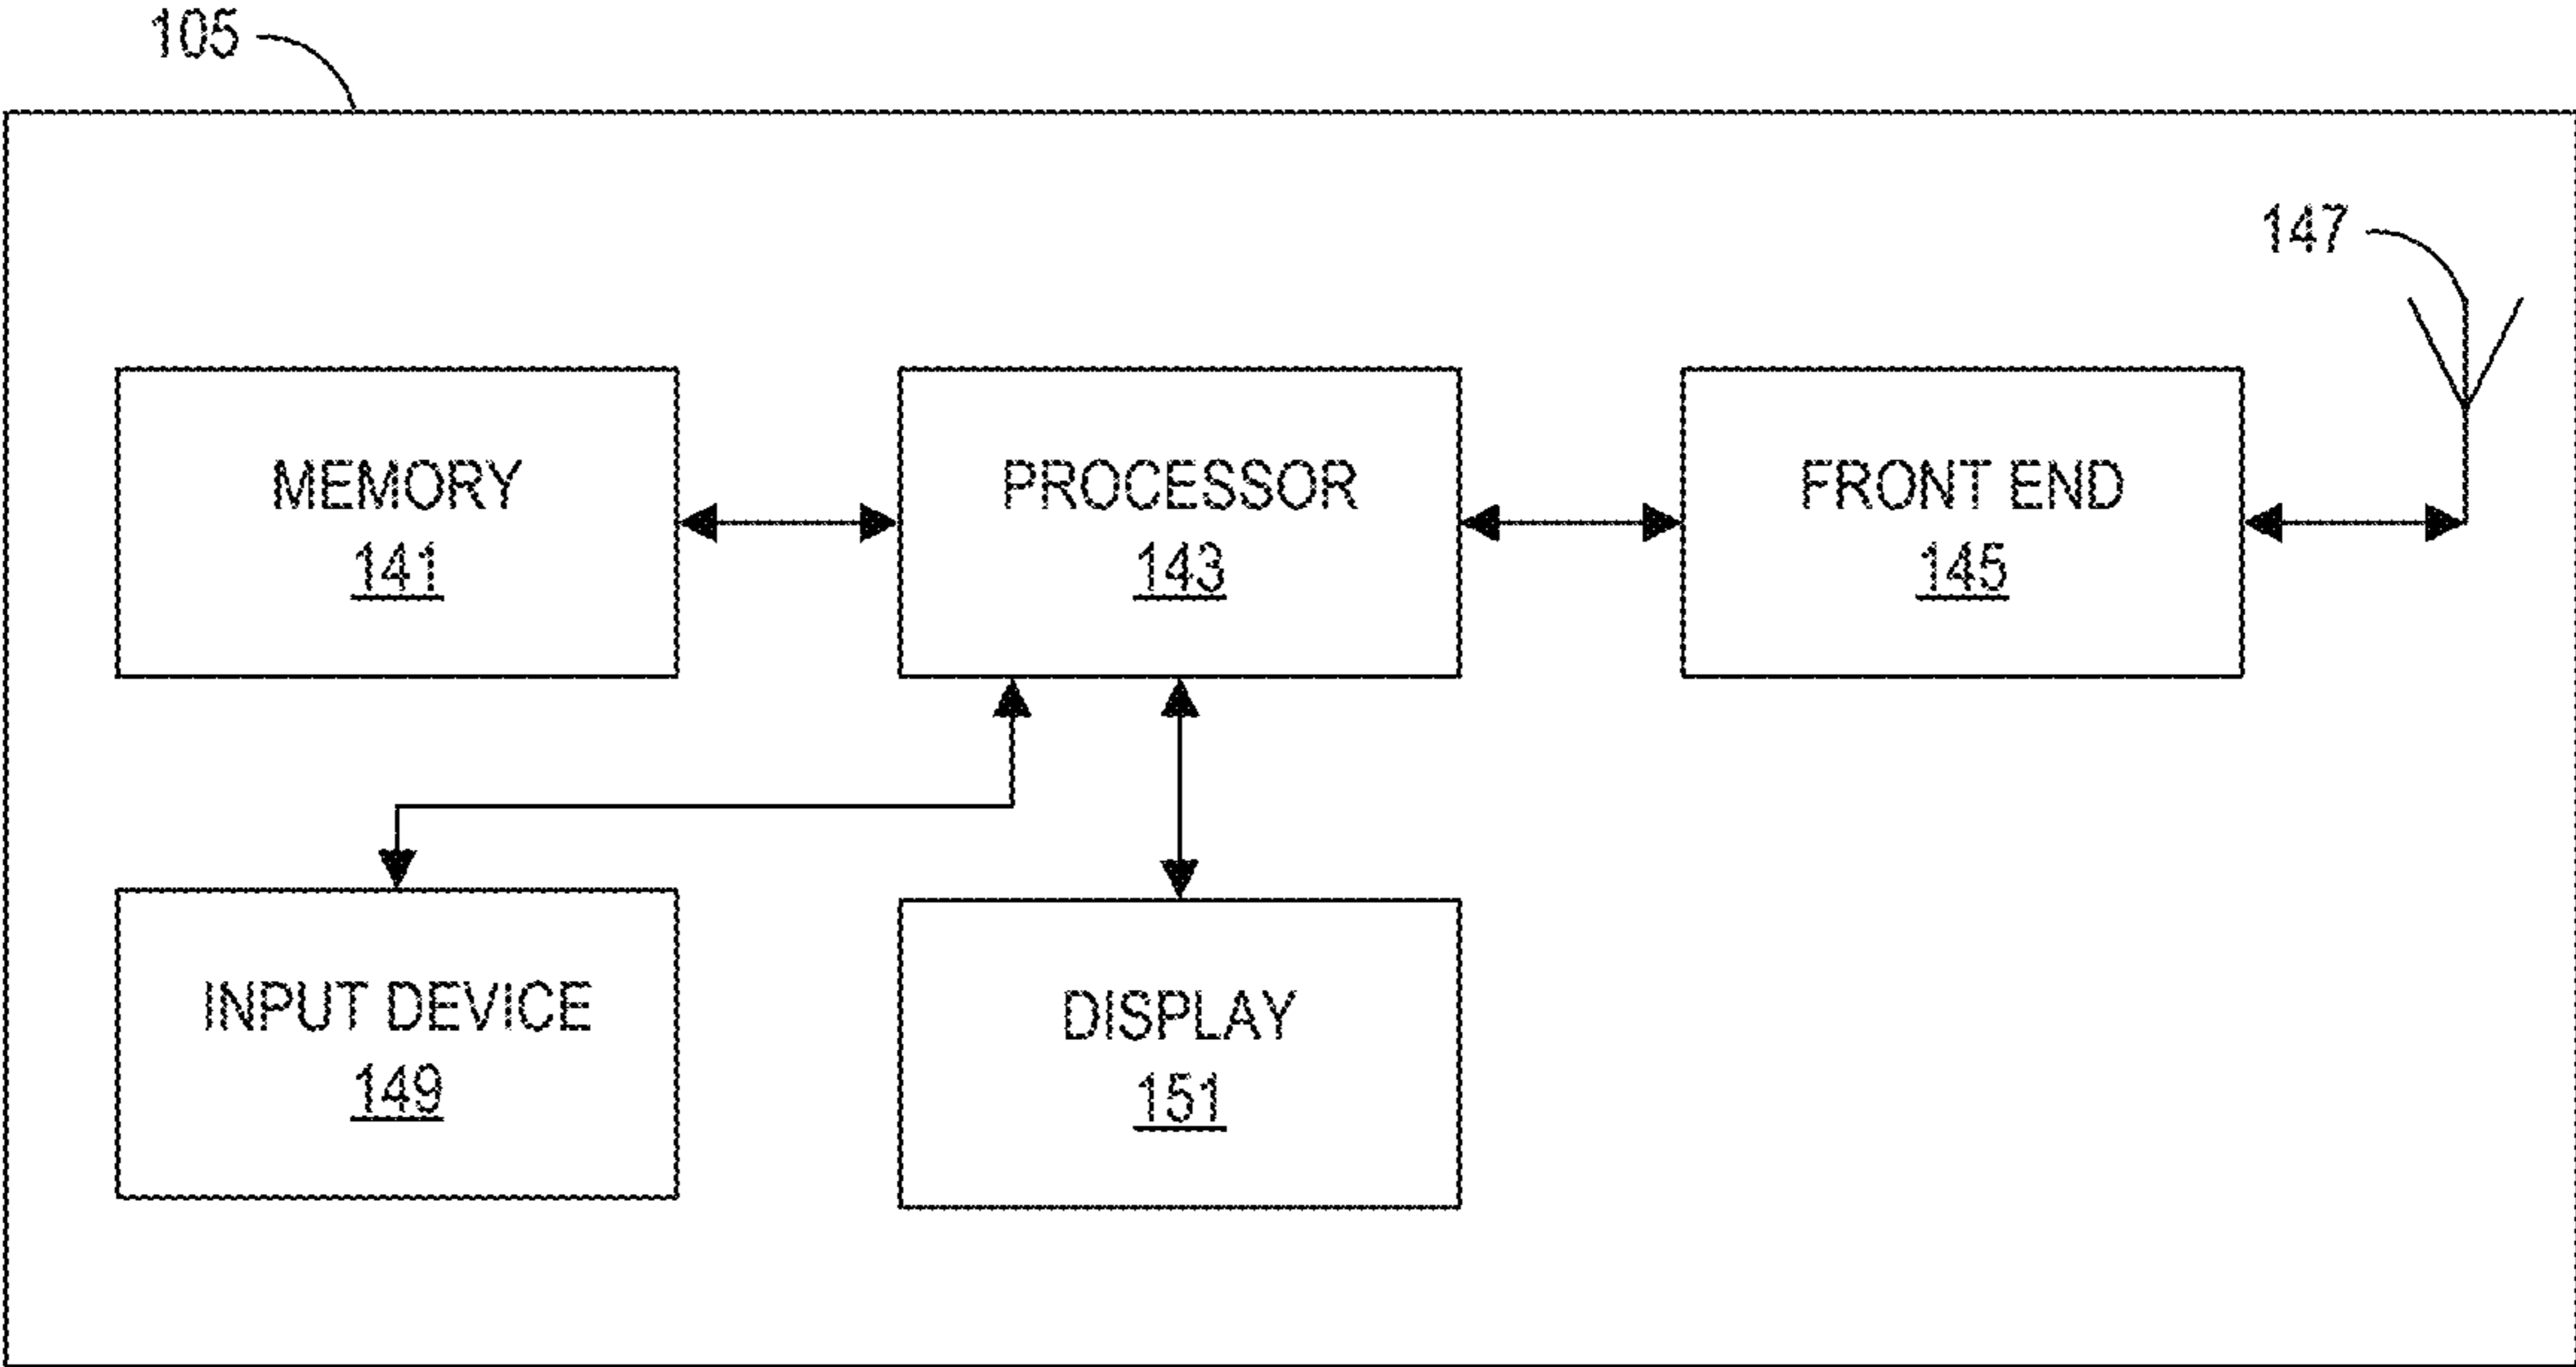 105
147
MEMORY
141
PROCESSOR
143
FRONT END
145
INPUT DEVICE
149
DISPLAY
151